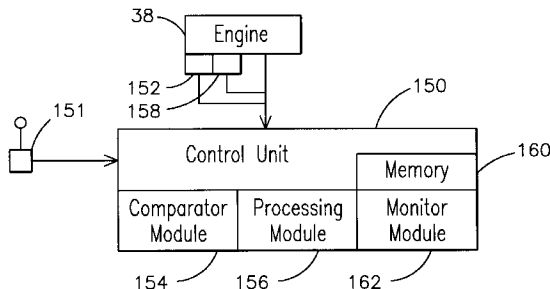 38
Engine
152
158
150
151
Control Unit
160
Memory
Comparator
Module
Processing
Module
Monitor
Module
154
156
162